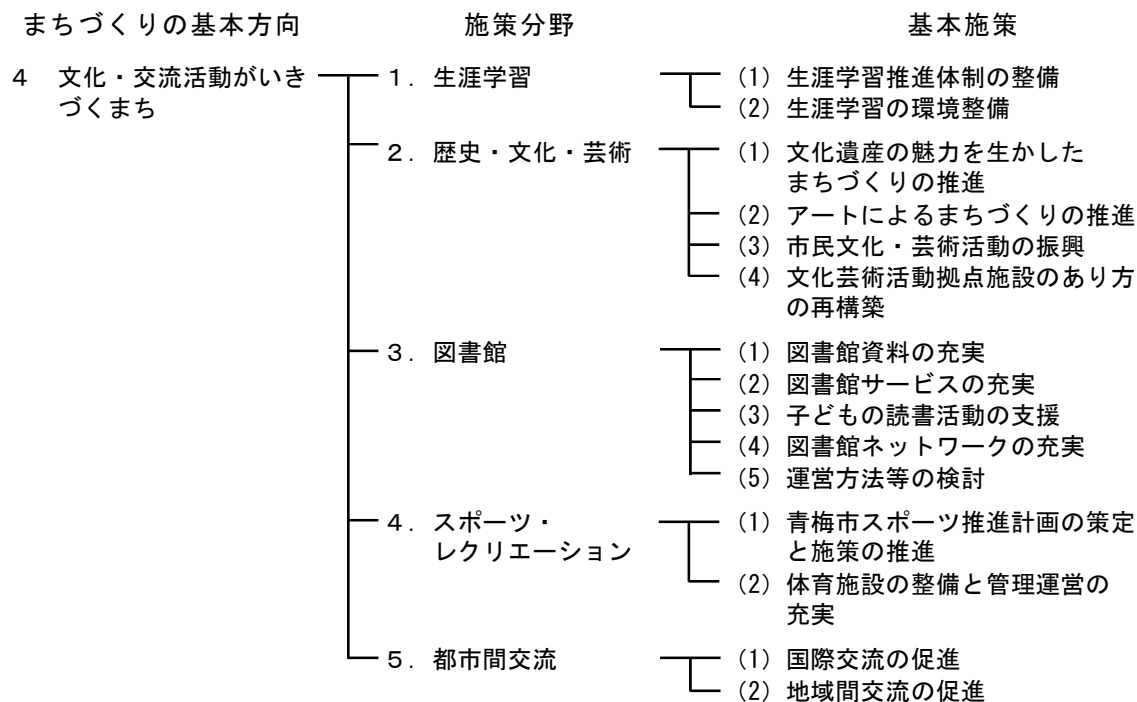 まちづくりの基本方向 施策分野 基本施策
4 文化・交流活動がいき
づくまち
1. 生涯学習
(1) 生涯学習推進体制の整備
(2) 生涯学習の環境整備
2. 歴史・文化・芸術
(1) 文化遺産の魅力を生かした
まちづくりの推進
(2) アートによるまちづくりの推進
(3) 市民文化・芸術活動の振興
(4) 文化芸術活動拠点施設のあり方
の再構築
3. 図書館
(1) 図書館資料の充実
(2) 図書館サービスの充実
(3) 子どもの読書活動の支援
(4) 図書館ネットワークの充実
(5) 運営方法等の検討
4. スポーツ・
レクリエーション
(1) 青梅市スポーツ推進計画の策定
と施策の推進
(2) 体育施設の整備と管理運営の
充実
5. 都市間交流
(1) 国際交流の促進
(2) 地域間交流の促進